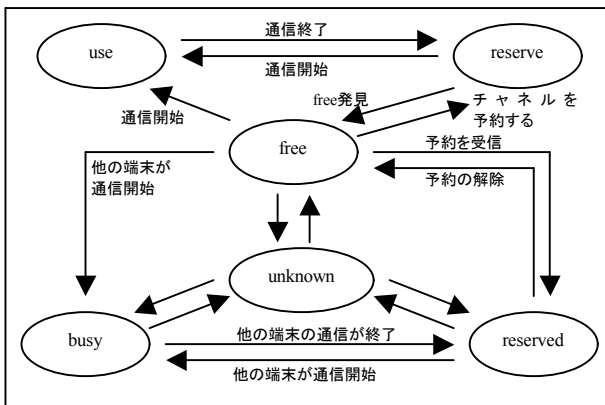 通信終了
use
reserve
通信開始
free発見
チャネルを
予約する
通信開始
free
予約を受信
他の端末が
通信開始
予約の解除
unknown
busy
他の端末の通信が終了
reserved
他の端末が通信開始